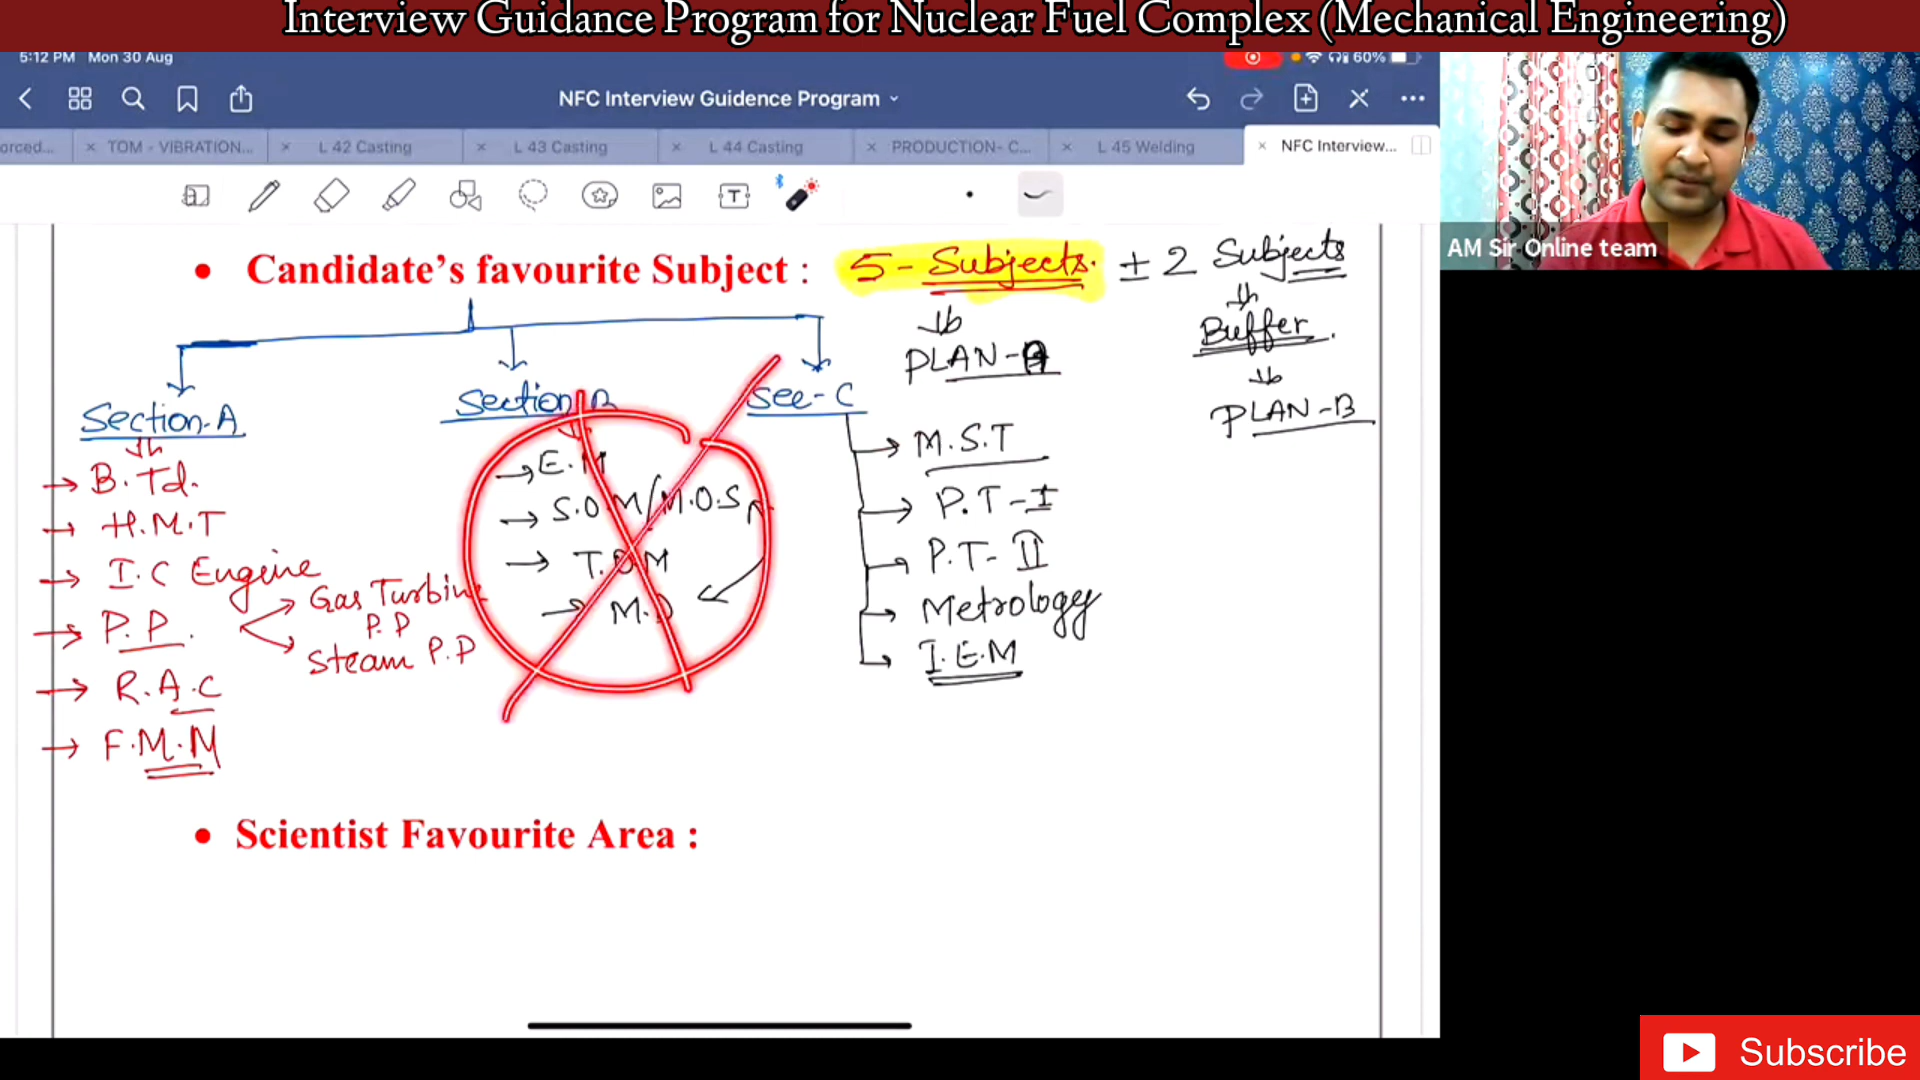 Interview Guidance Program for Nuclear Fuel Complex (Mechanical Engineering)
5:12 PM Mon 30 Aug
60%
NFC Interview Guidence Program
orced...
TOM - VIBRATION...
L 42 Casting
L 43 Casting
L 44 Casting
PRODUCTION- C...
L 45 Welding
NFC Interview...
AM Sir Online team
• Candidate's favourite Subject : 5 - Subjects. ± 2 Subjects
PLAN-A
Buffer.
PLAN-B
Section-A
B. Td.
H.M.T
I.C Engine
P.P.
Gas Turbine P.P
Steam P.P
R.A.C
F.M.M
Section-B
E.M
S.O.M/M.O.S
T.O.M
M.D
Sec-C
M.S.T
P.T-I
P.T-II
Metrology
I.E.M
• Scientist Favourite Area :
Subscribe